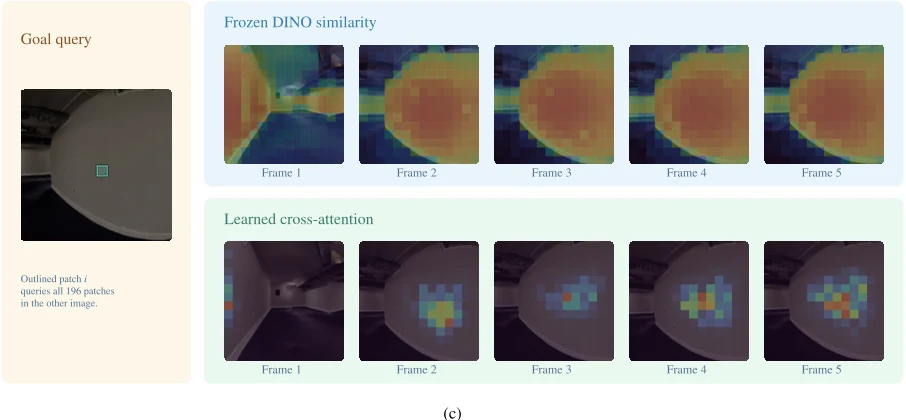 Goal query
Outlined patch i
queries all 196 patches
in the other image.
Frozen DINO similarity
Frame 1 Frame 2 Frame 3 Frame 4 Frame 5
Learned cross-attention
Frame 1 Frame 2 Frame 3 Frame 4 Frame 5
(c)